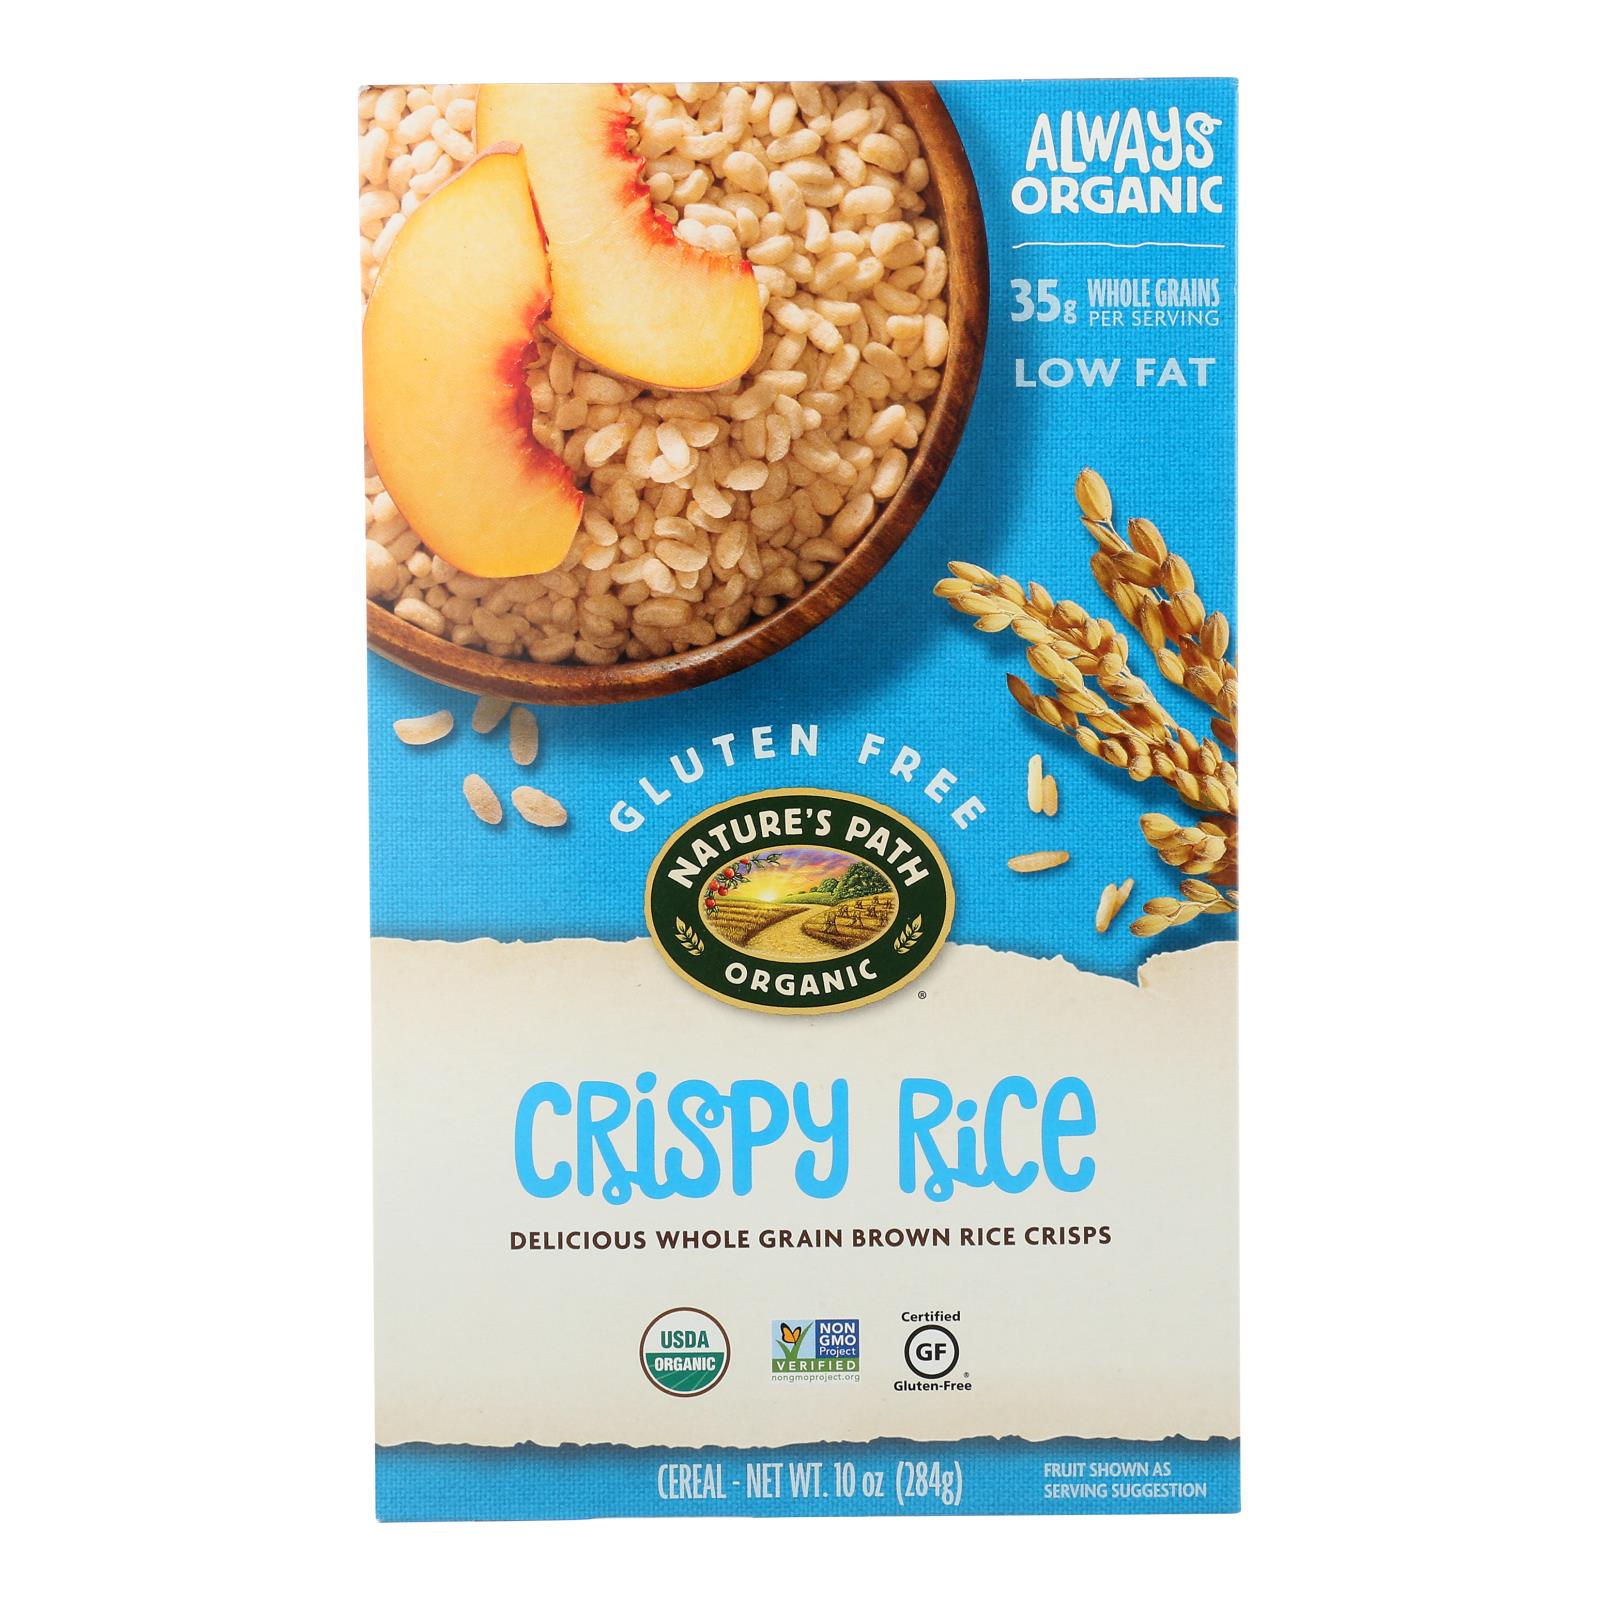 ALWAYS
ORGANIC
35g WHOLE GRAINS
PER SERVING
LOW FAT
GLUTEN FREE
NATURE'S PATH
ORGANIC
®
CRiSPY RiCe
DELICIOUS WHOLE GRAIN BROWN RICE CRISPS
USDA
ORGANIC
NON
GMO
Project
VERIFIED
nongmoproject.org
Certified
GF
®
Gluten-Free
CEREAL - NET WT. 10 oz (284g)
FRUIT SHOWN AS
SERVING SUGGESTION